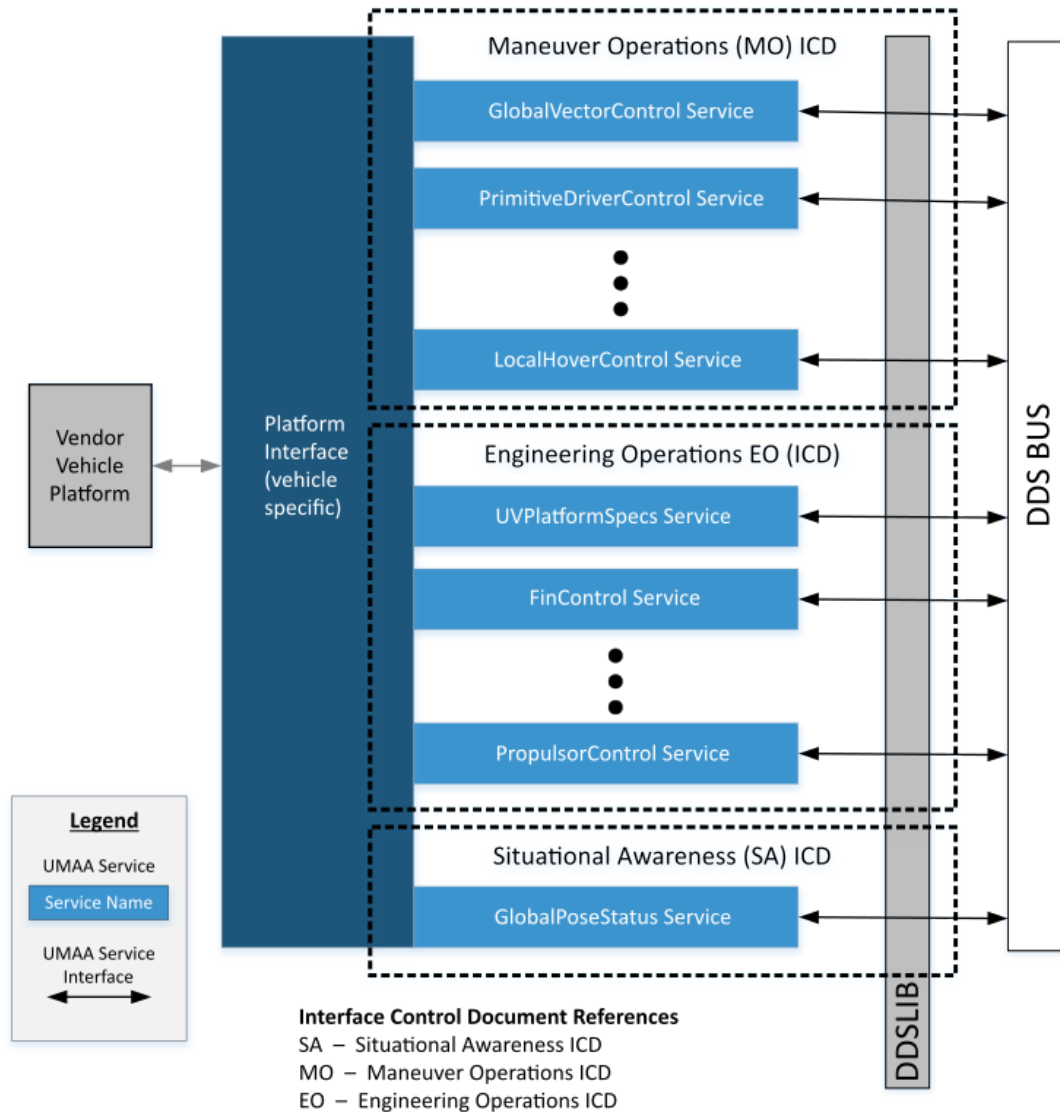 Maneuver Operations (MO) ICD
GlobalVectorControl Service
PrimitiveDriverControl Service
LocalHoverControl Service
Vendor
Vehicle
Platform
Platform
Interface
(vehicle
specific)
Engineering Operations EO (ICD)
UVPlatformSpecs Service
FinControl Service
PropulsorControl Service
Situational Awareness (SA) ICD
GlobalPoseStatus Service
DDSLIB
DDS BUS
Legend
UMAA Service
Service Name
UMAA Service
Interface
Interface Control Document References
SA – Situational Awareness ICD
MO – Maneuver Operations ICD
EO – Engineering Operations ICD